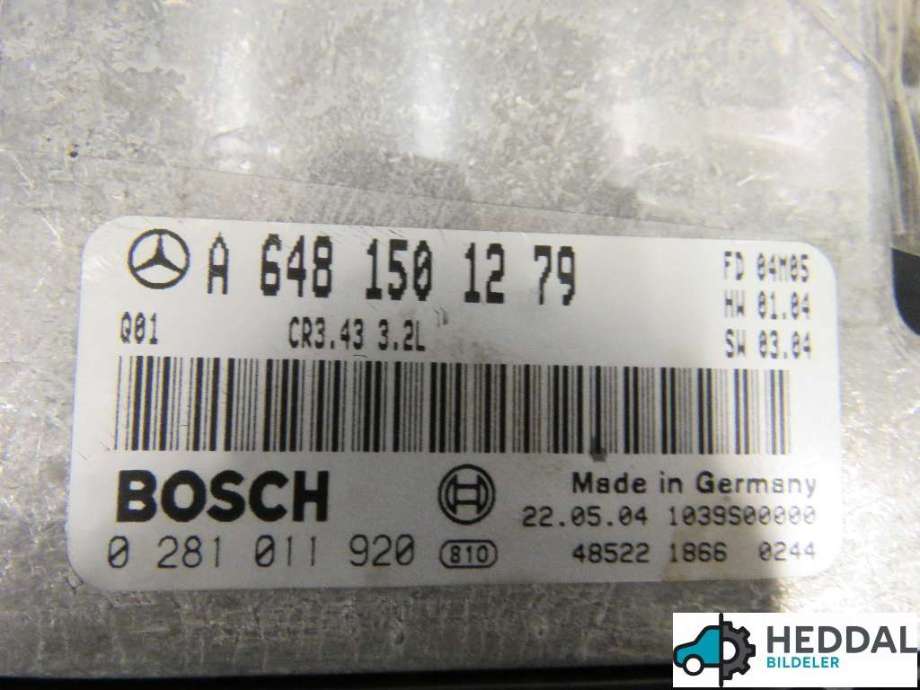 A 648 150 12 79
FD 04M05
HW 01.04
Q01 CR3.43 3.2L
SW 03.04
BOSCH
Made in Germany
22.05.04 1039S00000
0 281 011 920 810
48522 1866 0244
HEDDAL
BILDELER